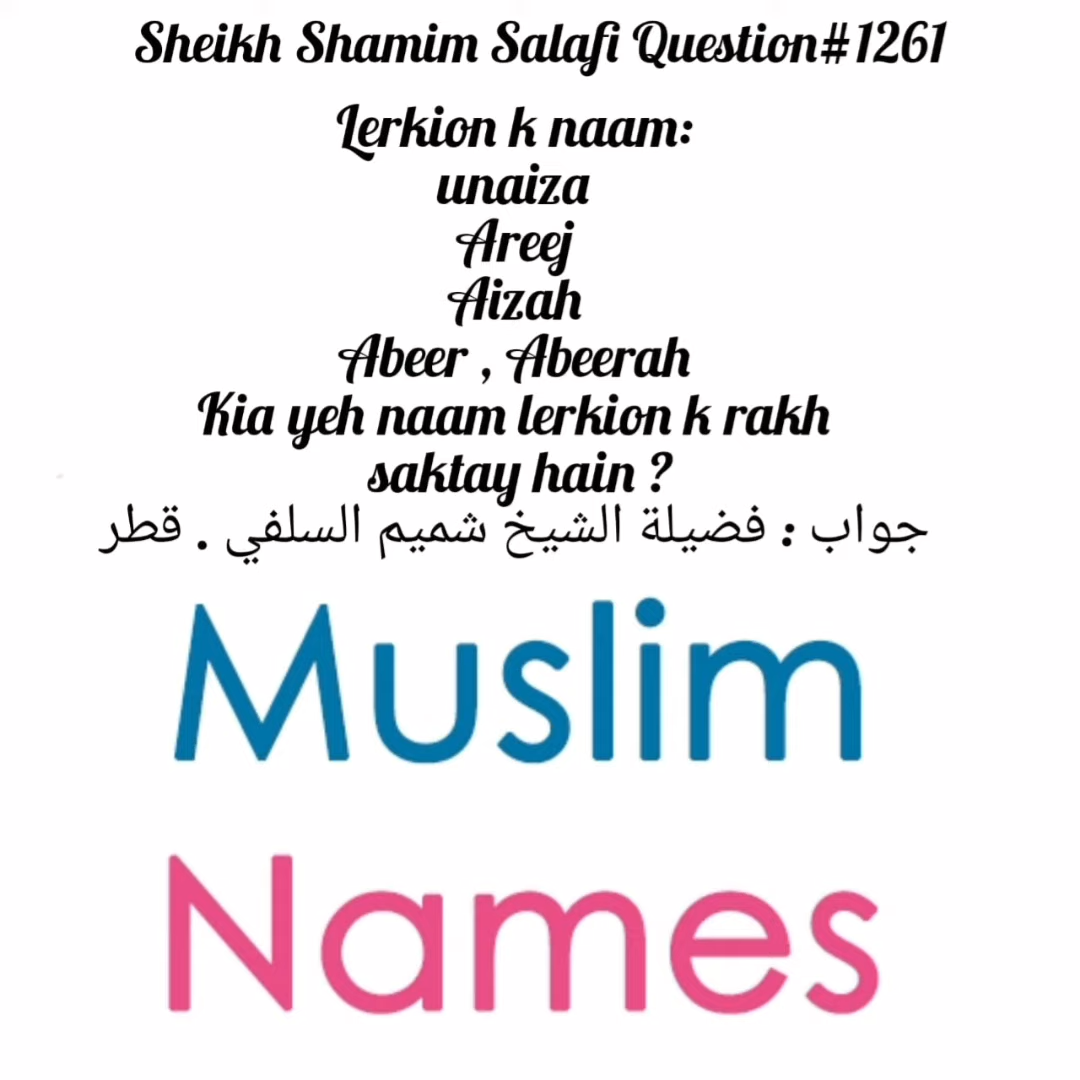 Sheikh Shamim Salafi Question#1261
Lerkion k naam:
unaiza
Areej
Aizah
Abeer , Abeerah
Kia yeh naam lerkion k rakh
saktay hain ?
جواب : فضيلة الشيخ شميم السلفي . قطر
Muslim
Names